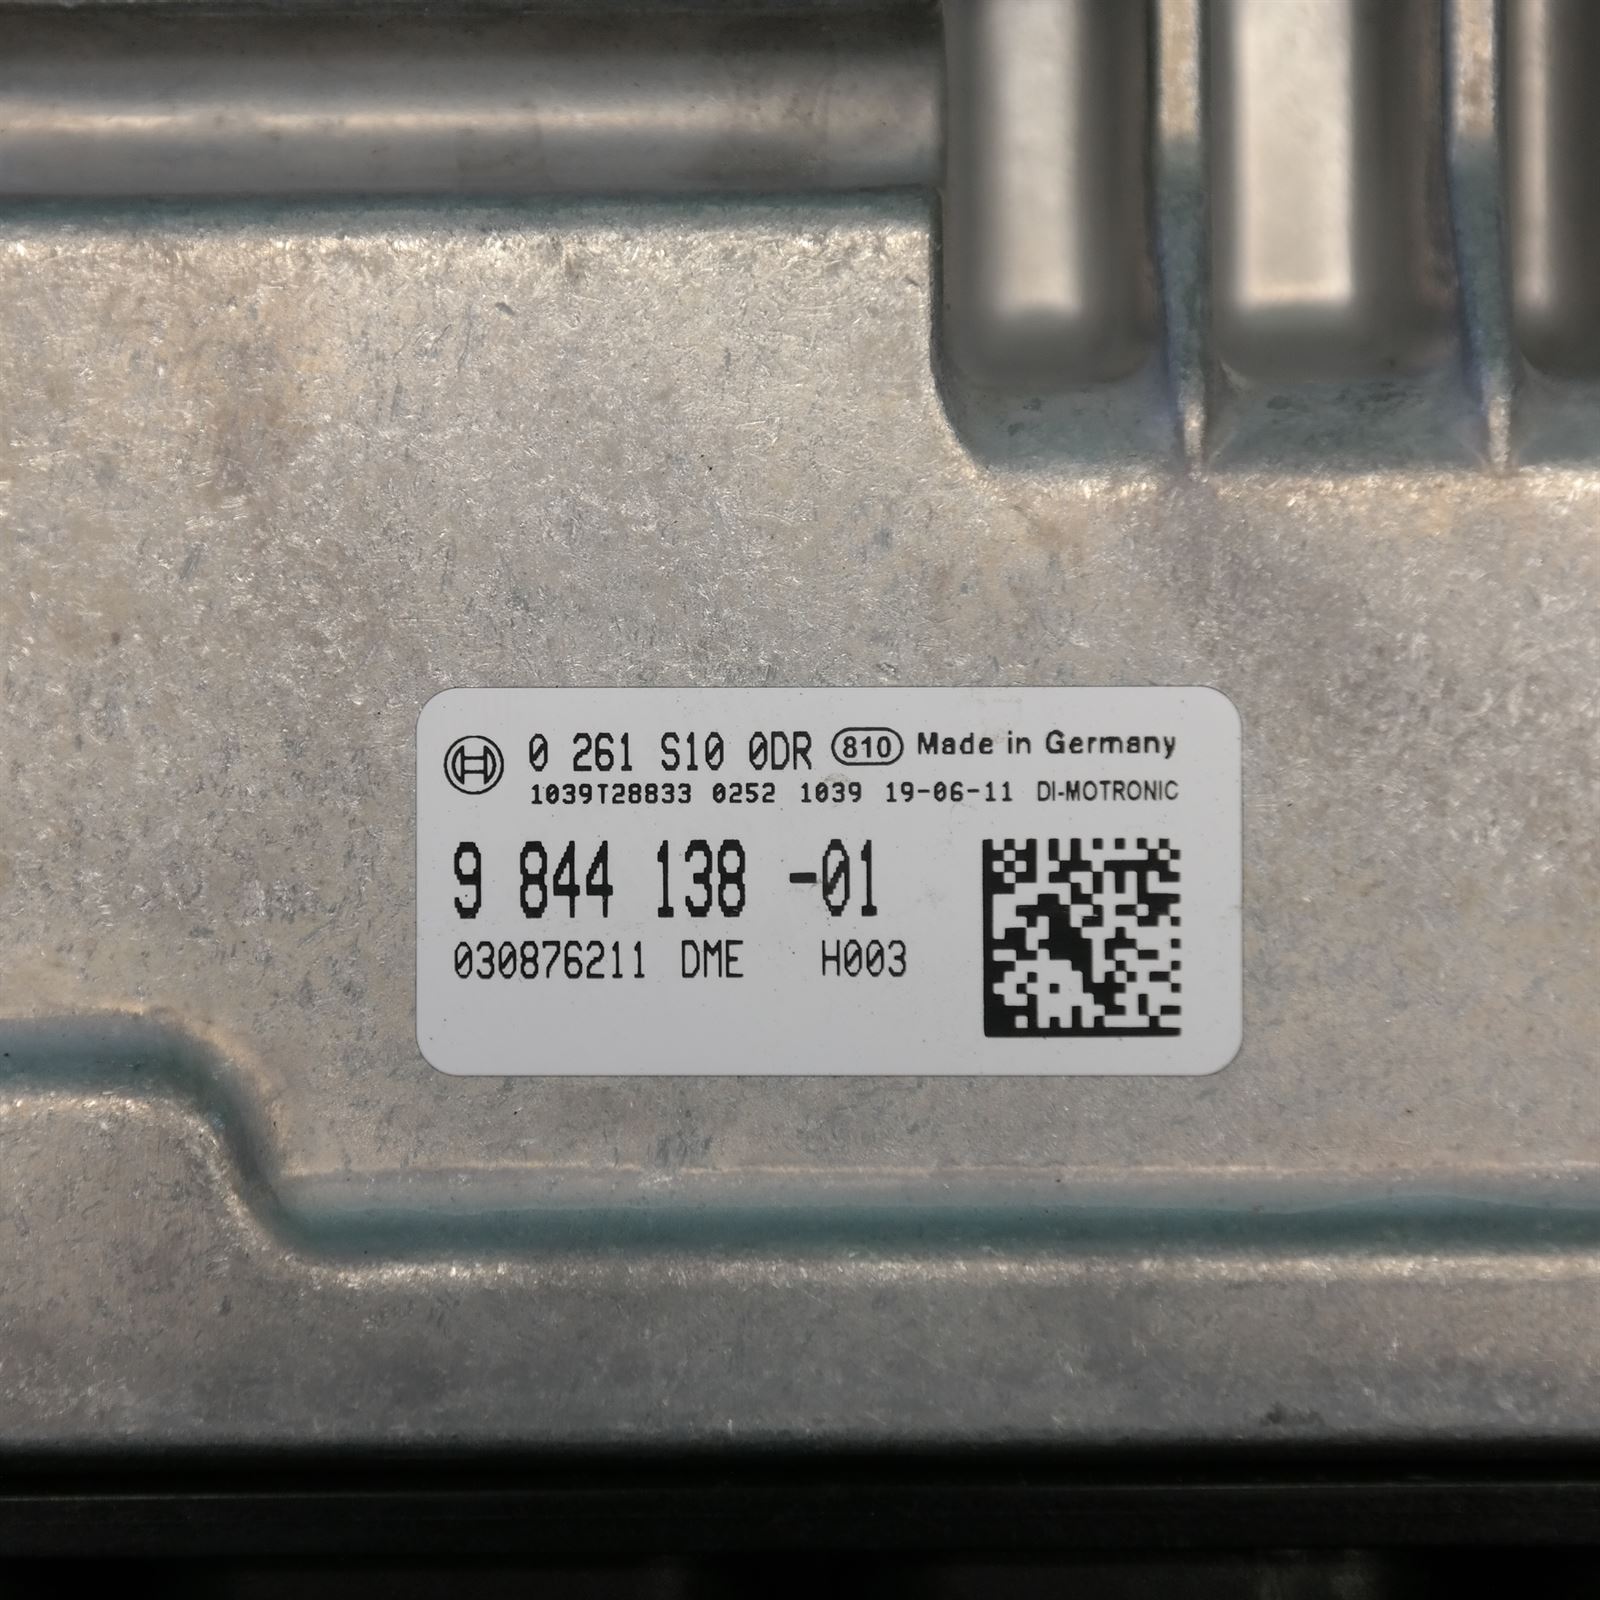 0 261 S10 0DR 810 Made in Germany
1039T28833 0252 1039 19-06-11 DI-MOTRONIC
9 844 138 -01
030876211 DME H003